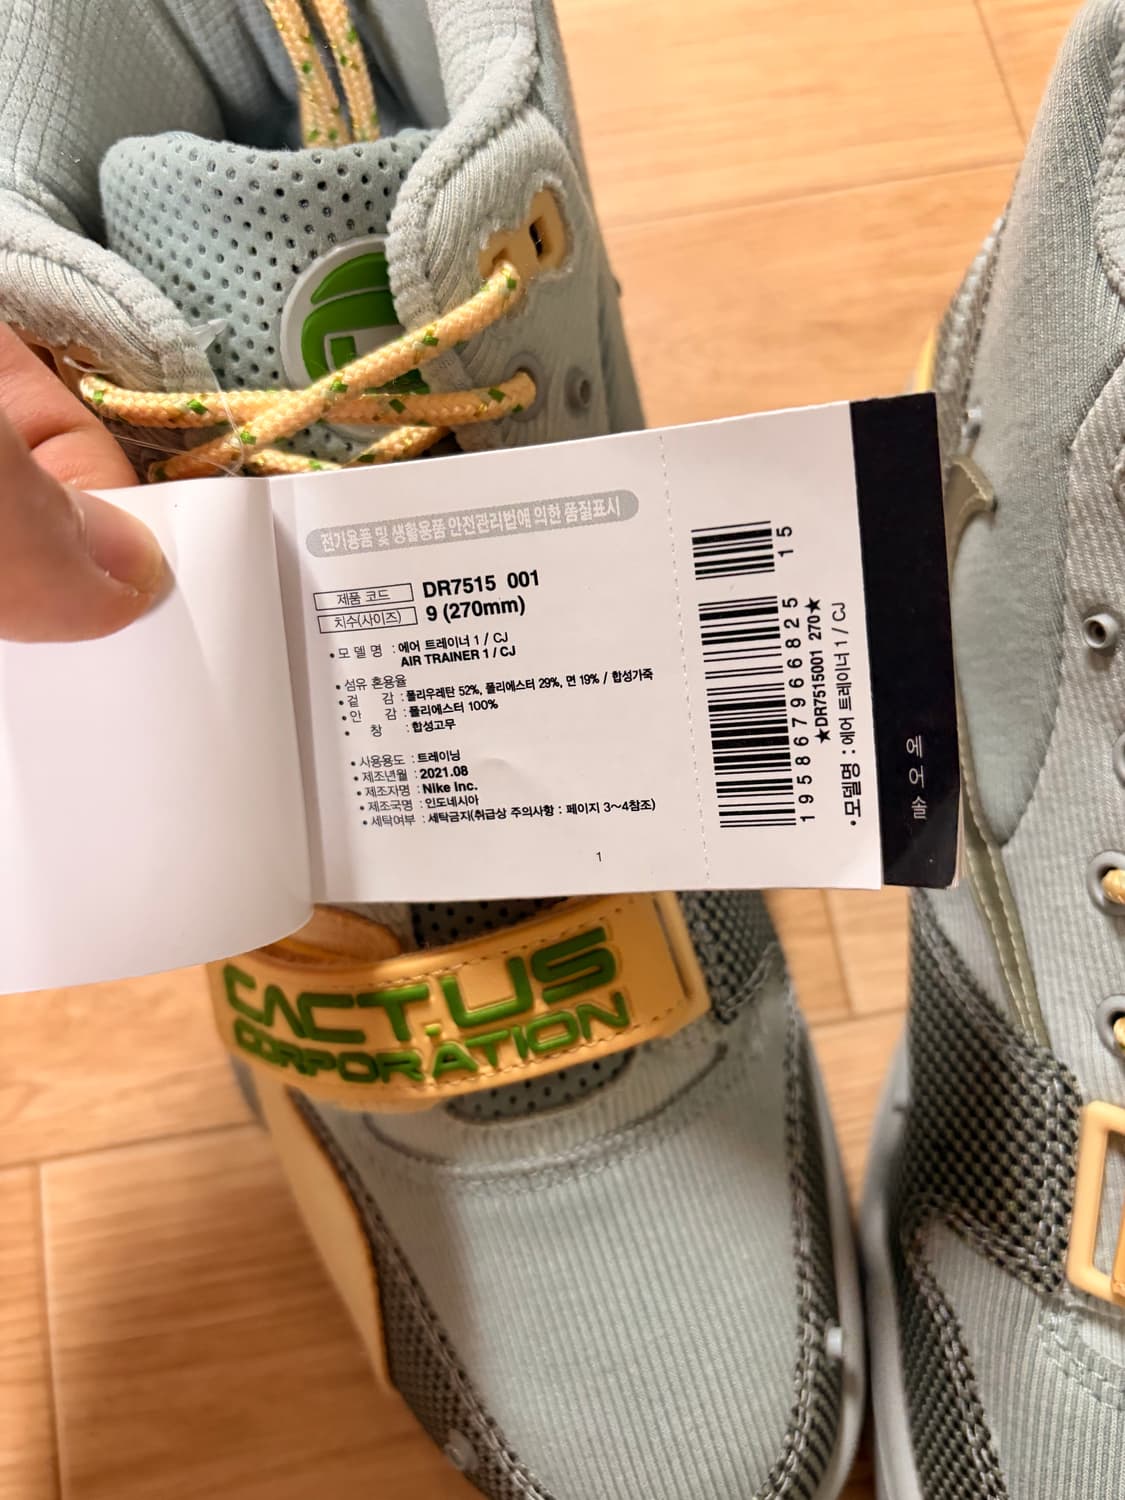 전기용품 및 생활용품 안전관리법에 의한 품질표시
제품 코드 DR7515 001
치수(사이즈) 9 (270mm)
• 모 델 명 : 에어 트레이너 1 / CJ
AIR TRAINER 1 / CJ
• 섬유 혼용율
• 겉 감 : 폴리우레탄 52%, 폴리에스터 29%, 면 19% / 합성가죽
• 안 감 : 폴리에스터 100%
• 창 : 합성고무
• 사용용도 : 트레이닝
• 제조년월 : 2021.08
• 제조자명 : Nike Inc.
• 제조국명 : 인도네시아
• 세탁여부 : 세탁금지(취급상 주의사항 : 페이지 3~4참조)
1
15
195867966825
★DR7515001 270★
• 모델명 : 에어 트레이너 1 / CJ
에어솔
CACT.US
CORPORATION